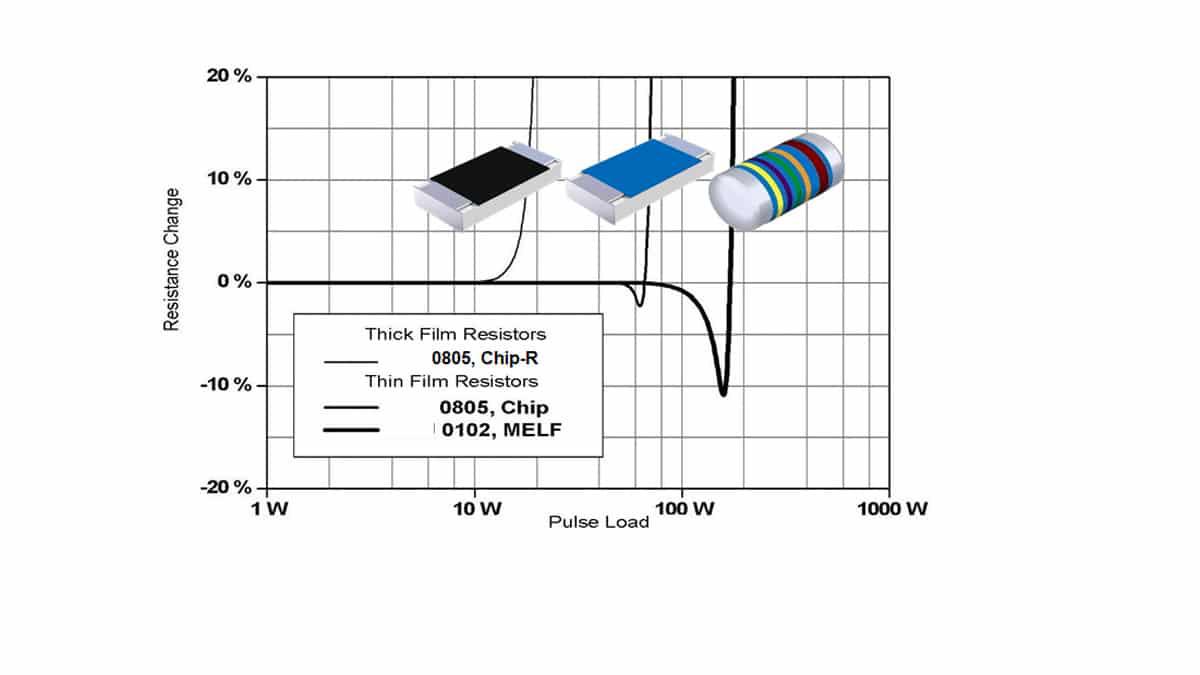 20 %
10 %
0 %
-10 %
-20 %
Resistance Change
Thick Film Resistors
0805, Chip-R
Thin Film Resistors
0805, Chip
0102, MELF
1 W 10 W 100 W 1000 W
Pulse Load